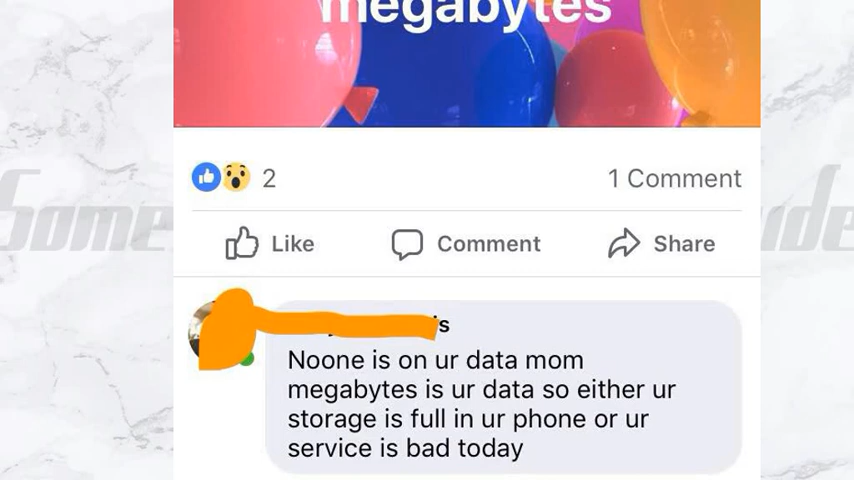 megabytes
2
1 Comment
Like
Comment
Share
Noone is on ur data mom
megabytes is ur data so either ur
storage is full in ur phone or ur
service is bad today